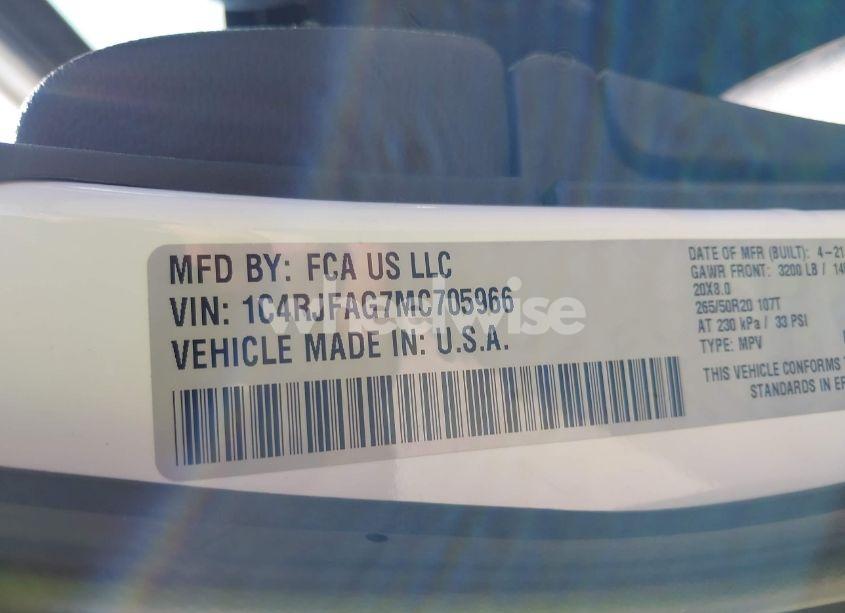 MFD BY: FCA US LLC
VIN: 1C4RJFAG7MC705966
VEHICLE MADE IN: U.S.A.
DATE OF MFR (BUILT): 4-21
GAWR FRONT: 3200 LB /
20X8.0
265/50R20 107T
AT 230 kPa / 33 PSI
TYPE: MPV
THIS VEHICLE CONFORMS
STANDARDS IN
wheelwise